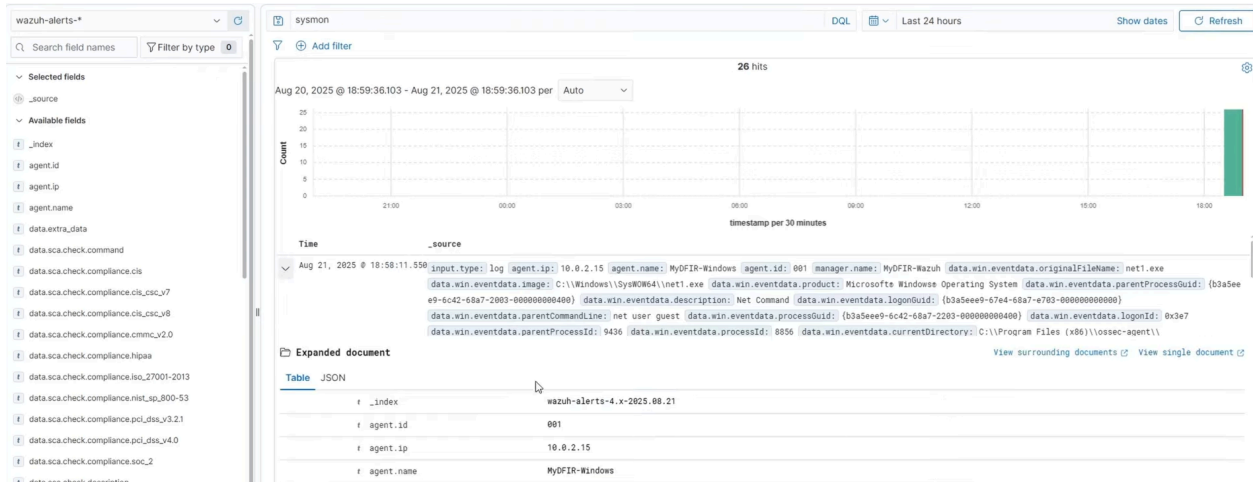 wazuh-alerts-*
sysmon
DQL
Last 24 hours
Show dates
Refresh
Search field names
Filter by type 0
Add filter
Selected fields
_source
Available fields
t _index
t agent.id
t agent.ip
t agent.name
t data.extra_data
t data.sca.check.command
t data.sca.check.compliance.cis
t data.sca.check.compliance.cis_csc_v7
t data.sca.check.compliance.cis_csc_v8
t data.sca.check.compliance.cmmc_v2.0
t data.sca.check.compliance.hipaa
t data.sca.check.compliance.iso_27001-2013
t data.sca.check.compliance.nist_sp_800-53
t data.sca.check.compliance.pci_dss_v3.2.1
t data.sca.check.compliance.pci_dss_v4.0
t data.sca.check.compliance.soc_2
t data.sca.check.description
26 hits
Aug 20, 2025 @ 18:59:36.103 - Aug 21, 2025 @ 18:59:36.103 per Auto
Count
25
20
15
10
5
0
21:00 00:00 03:00 06:00 09:00 12:00 15:00 18:00
timestamp per 30 minutes
Time _source
Aug 21, 2025 @ 18:58:11.550 input.type: log agent.ip: 10.0.2.15 agent.name: MyDFIR-Windows agent.id: 001 manager.name: MyDFIR-Wazuh data.win.eventdata.originalFileName: net1.exe
data.win.eventdata.image: C:\\Windows\\SysWOW64\\net1.exe data.win.eventdata.product: Microsoft® Windows® Operating System data.win.eventdata.parentProcessGuid: {b3a5ee
e9-6c42-68a7-2003-000000000400} data.win.eventdata.description: Net Command data.win.eventdata.logonGuid: {b3a5eee9-67e4-68a7-e703-000000000000}
data.win.eventdata.parentCommandLine: net user guest data.win.eventdata.processGuid: {b3a5eee9-6c42-68a7-2203-000000000400} data.win.eventdata.logonId: 0x3e7
data.win.eventdata.parentProcessId: 9436 data.win.eventdata.processId: 8856 data.win.eventdata.currentDirectory: C:\\Program Files (x86)\\ossec-agent\\
Expanded document
View surrounding documents View single document
Table JSON
t _index wazuh-alerts-4.x-2025.08.21
t agent.id 001
t agent.ip 10.0.2.15
t agent.name MyDFIR-Windows